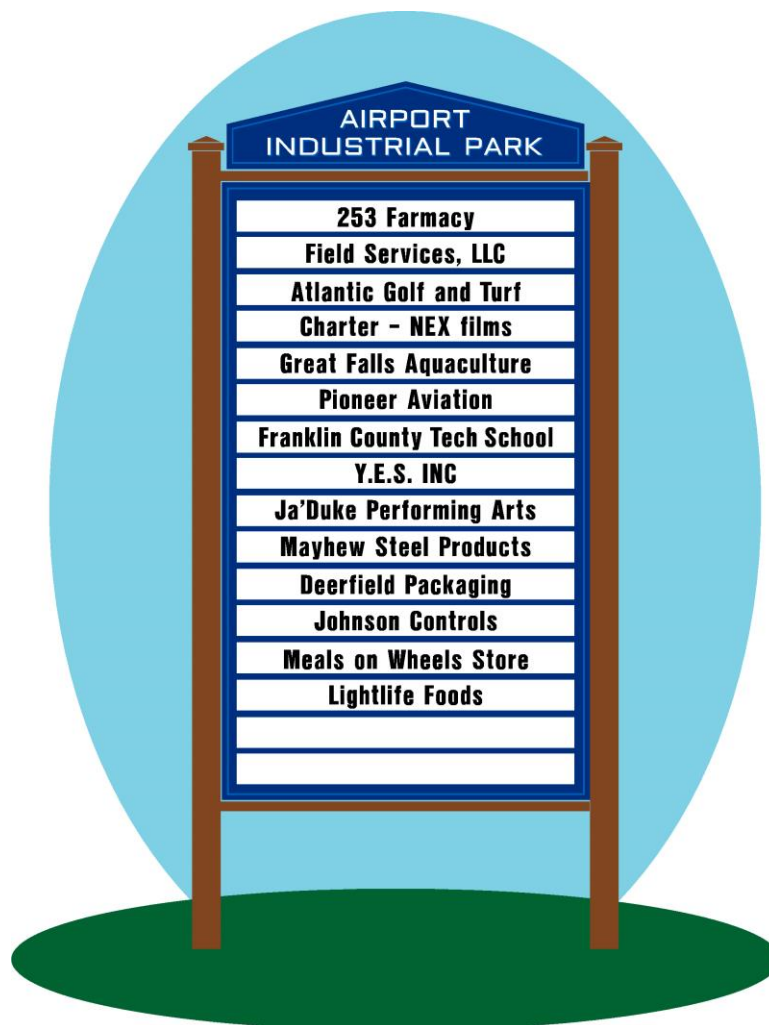 AIRPORT
INDUSTRIAL PARK
253 Farmacy
Field Services, LLC
Atlantic Golf and Turf
Charter - NEX films
Great Falls Aquaculture
Pioneer Aviation
Franklin County Tech School
Y.E.S. INC
Ja'Duke Performing Arts
Mayhew Steel Products
Deerfield Packaging
Johnson Controls
Meals on Wheels Store
Lightlife Foods